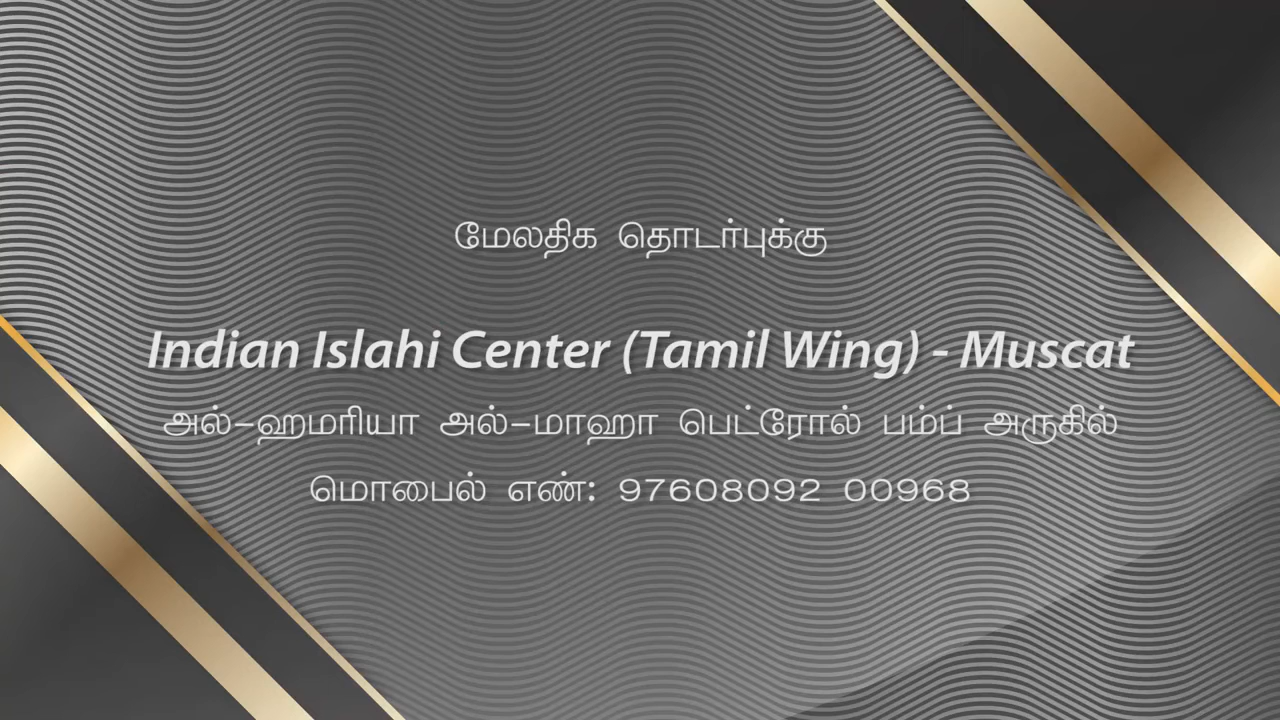 மேலதிக தொடர்புக்கு
Indian Islahi Center (Tamil Wing) - Muscat
அல்-ஹமரியா அல்-மாஹா பெட்ரோல் பம்ப் அருகில்
மொபைல் எண்: 97608092 00968